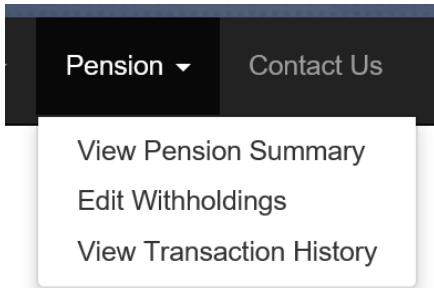 Pension Contact Us
View Pension Summary
Edit Withholdings
View Transaction History